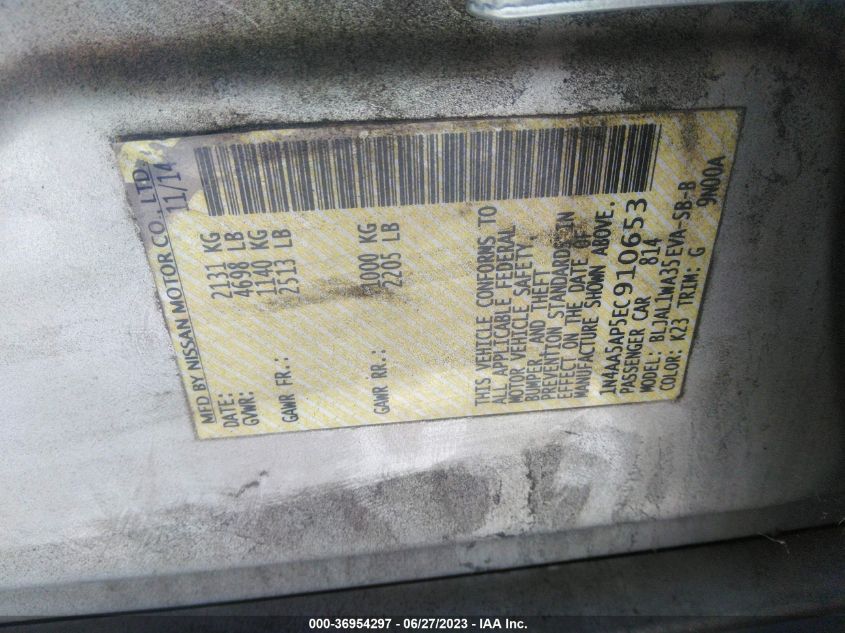 MFD BY NISSAN MOTOR CO., LTD.
DATE: 11/14
GVWR: 2131 KG
4698 LB
GAWR FR.: 1140 KG
2513 LB
GAWR RR.: 1000 KG
2205 LB
THIS VEHICLE CONFORMS TO
ALL APPLICABLE FEDERAL
MOTOR VEHICLE SAFETY,
BUMPER, AND THEFT
PREVENTION STANDARDS IN
EFFECT ON THE DATE OF
MANUFACTURE SHOWN ABOVE.
1N4AA5AP5EC910653
PASSENGER CAR 814
MODEL: BLJALIWA35EVA-SB-B
COLOR: K23 TRIM: G 9N00A
000-36954297 - 06/27/2023 - IAA Inc.